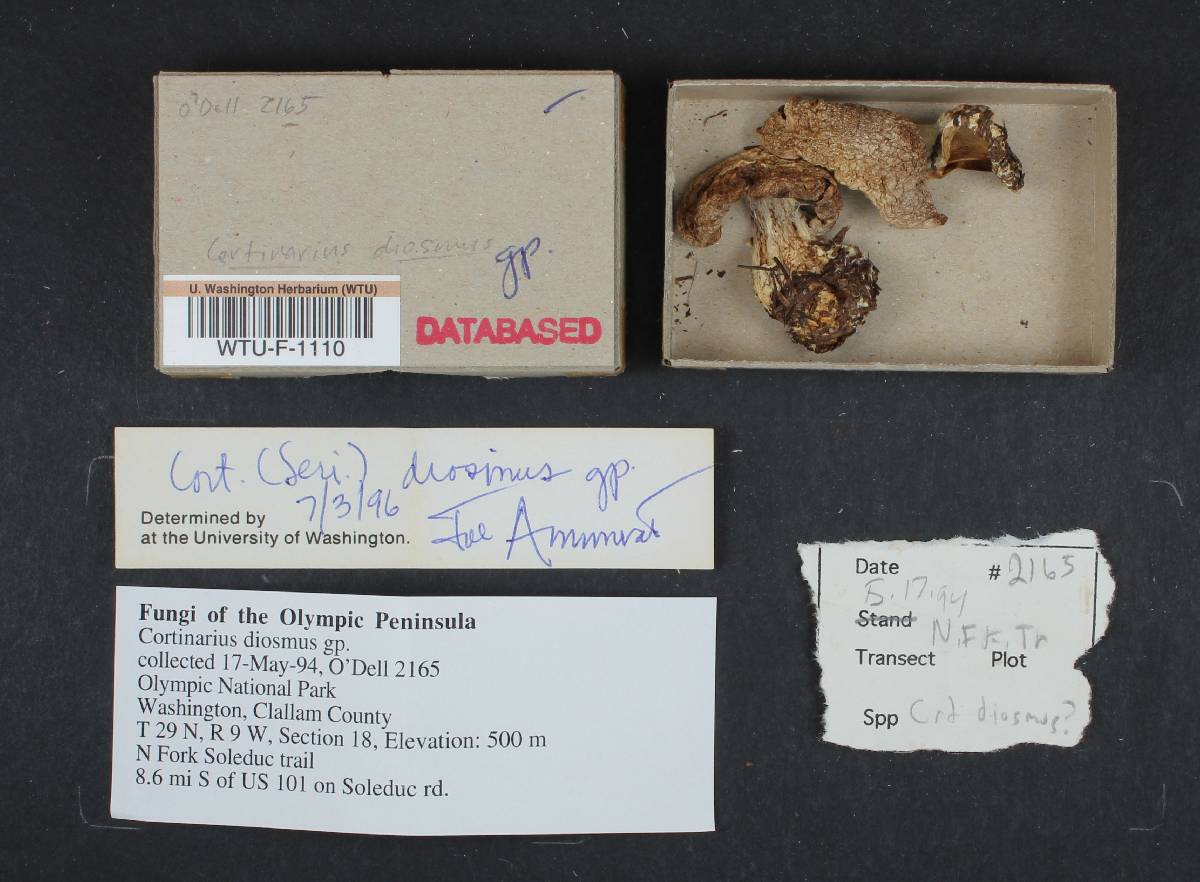 O'Dell 2165
Cortinarius diosmus gp.
U. Washington Herbarium (WTU)
WTU-F-1110
DATABASED
Cort. (Seri.) diosmus gp.
7/3/96
Determined by
at the University of Washington.
Joe Ammirati
Fungi of the Olympic Peninsula
Cortinarius diosmus gp.
collected 17-May-94, O'Dell 2165
Olympic National Park
Washington, Clallam County
T 29 N, R 9 W, Section 18, Elevation: 500 m
N Fork Soleduc trail
8.6 mi S of US 101 on Soleduc rd.
Date #2165
5.17.94
Stand N. Fk. Tr
Transect Plot
Spp Crt diosmus?